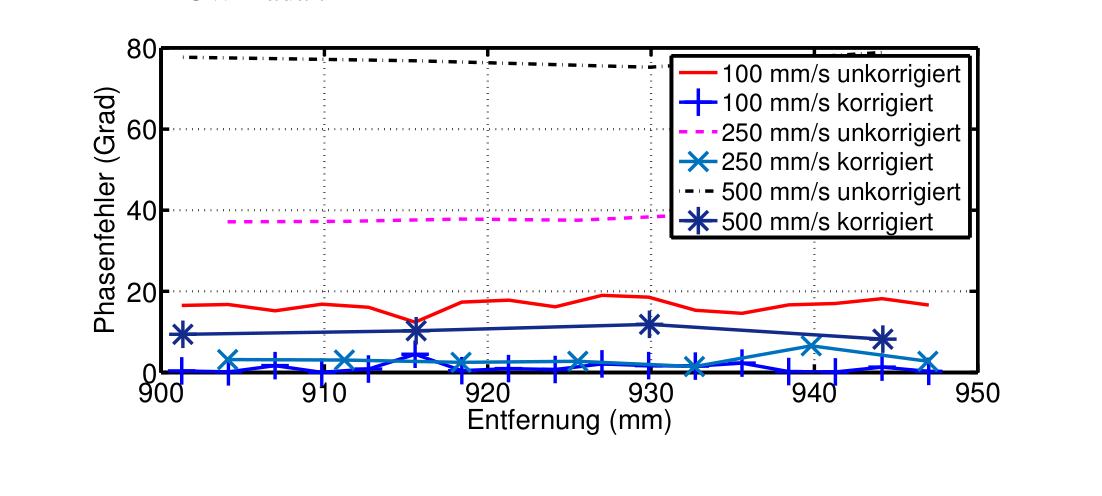 80
60
40
20
0
900
910
920
930
940
950
Phasenfehler (Grad)
Entfernung (mm)
100 mm/s unkorrigiert
100 mm/s korrigiert
250 mm/s unkorrigiert
250 mm/s korrigiert
500 mm/s unkorrigiert
500 mm/s korrigiert